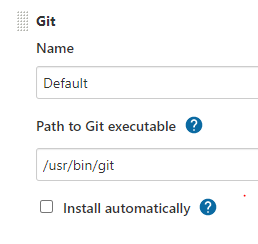 Git
Name
Default
Path to Git executable ?
/usr/bin/git
Install automatically ?